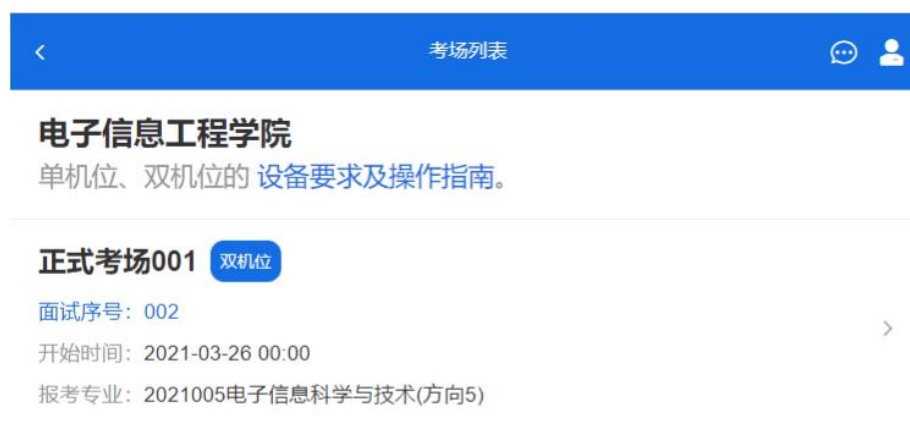 考场列表
电子信息工程学院
单机位、双机位的 设备要求及操作指南。
正式考场001 双机位
面试序号：002
开始时间：2021-03-26 00:00
报考专业：2021005电子信息科学与技术(方向5)